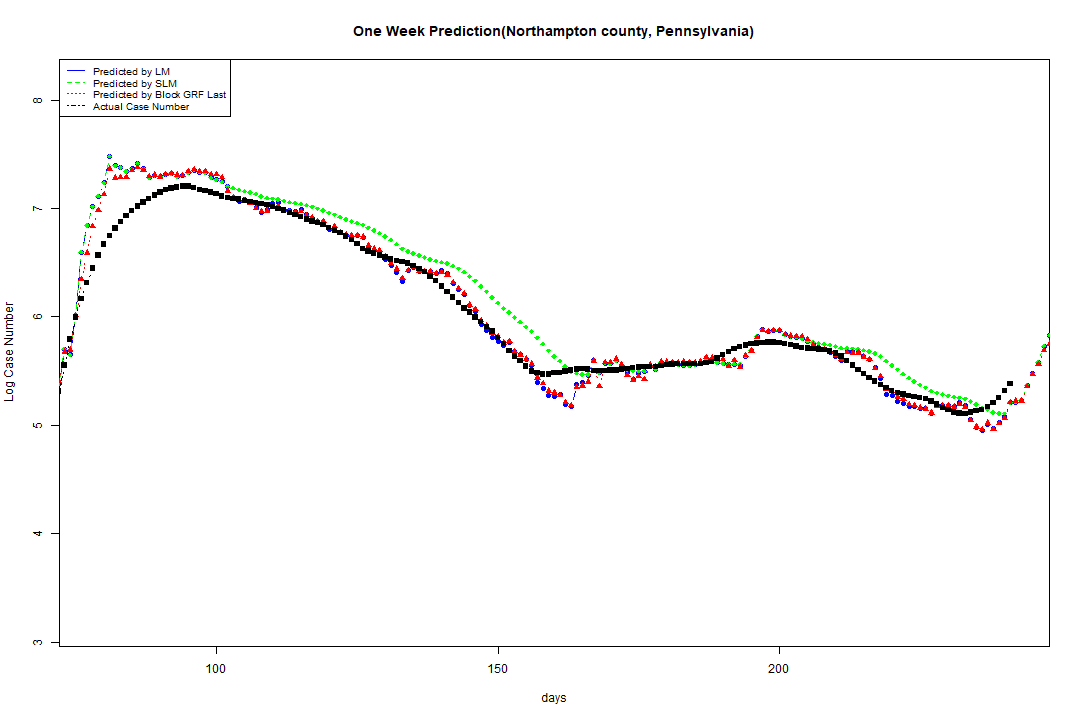 One Week Prediction(Northampton county, Pennsylvania)
Predicted by LM
Predicted by SLM
Predicted by Block GRF Last
Actual Case Number
8
7
6
5
4
3
Log Case Number
100 150 200
days